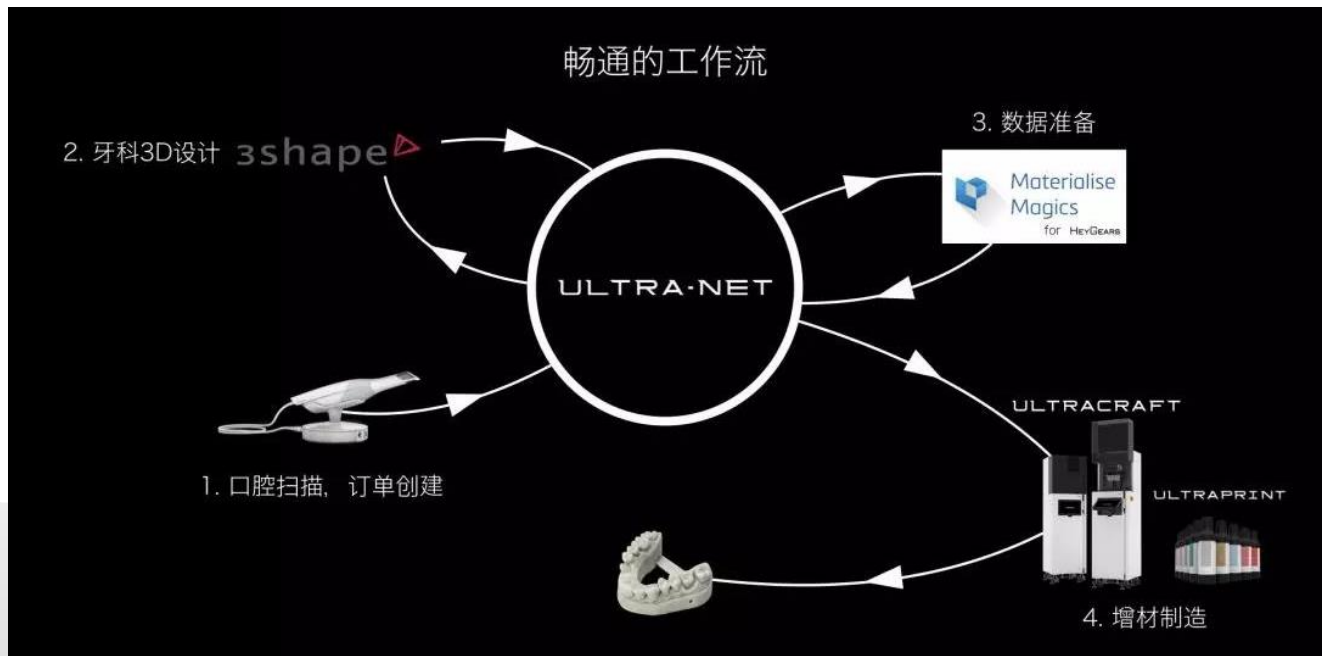 畅通的工作流
2. 牙科3D设计 3shape
3. 数据准备
Materialise
Magics
for HEYGEARS
ULTRA·NET
1. 口腔扫描, 订单创建
ULTRACRAFT
ULTRAPRINT
4. 增材制造